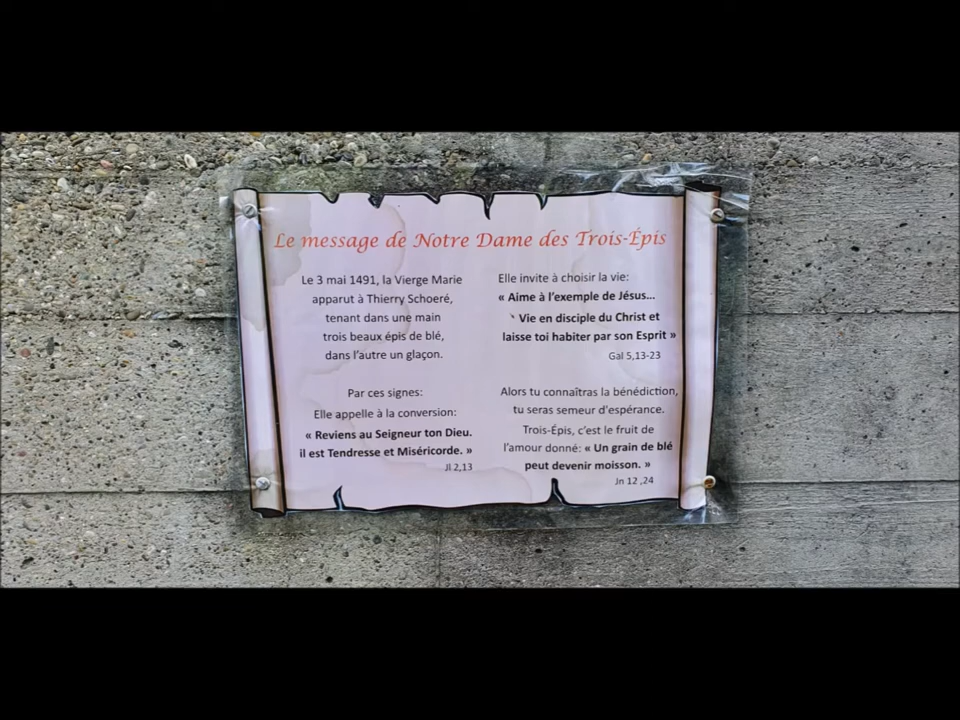 Le message de Notre Dame des Trois-Épis
Le 3 mai 1491, la Vierge Marie
apparut à Thierry Schoeré,
tenant dans une main
trois beaux épis de blé,
dans l'autre un glaçon.
Par ces signes:
Elle appelle à la conversion:
« Reviens au Seigneur ton Dieu.
il est Tendresse et Miséricorde. »
Jl 2,13
Elle invite à choisir la vie:
« Aime à l'exemple de Jésus...
Vie en disciple du Christ et
laisse toi habiter par son Esprit »
Gal 5,13-23
Alors tu connaîtras la bénédiction,
tu seras semeur d'espérance.
Trois-Épis, c'est le fruit de
l'amour donné: « Un grain de blé
peut devenir moisson. »
Jn 12 ,24